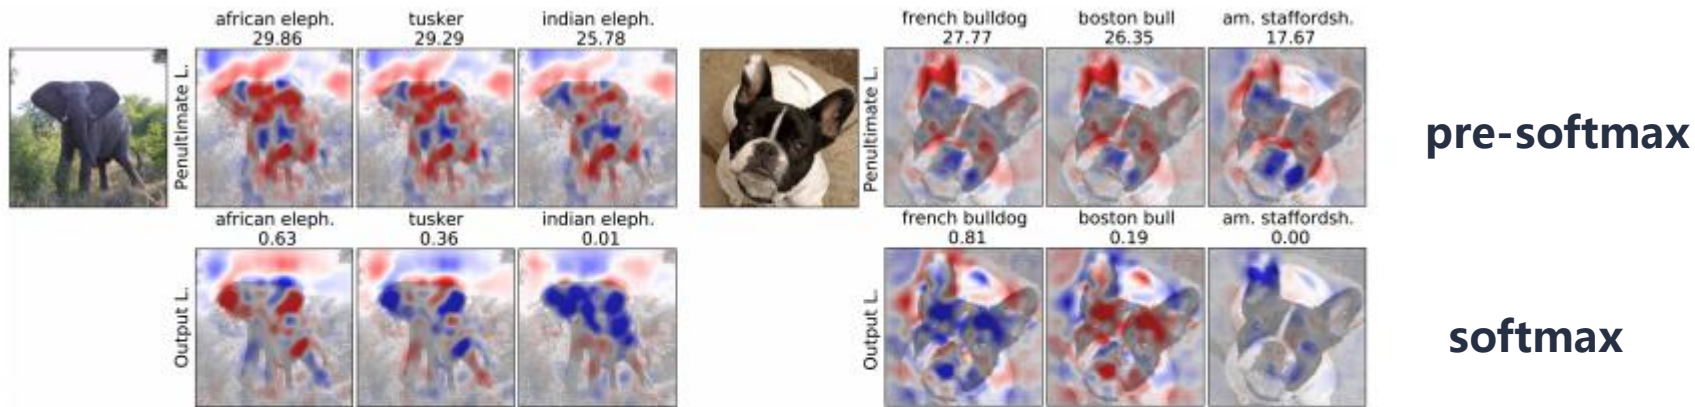 african eleph. tusker indian eleph. french bulldog boston bull am. staffordsh.
29.86 29.29 25.78 27.77 26.35 17.67
Penultimate L.
Penultimate L.
pre-softmax
african eleph. tusker indian eleph. french bulldog boston bull am. staffordsh.
0.63 0.36 0.01 0.81 0.19 0.00
Output L.
Output L.
softmax